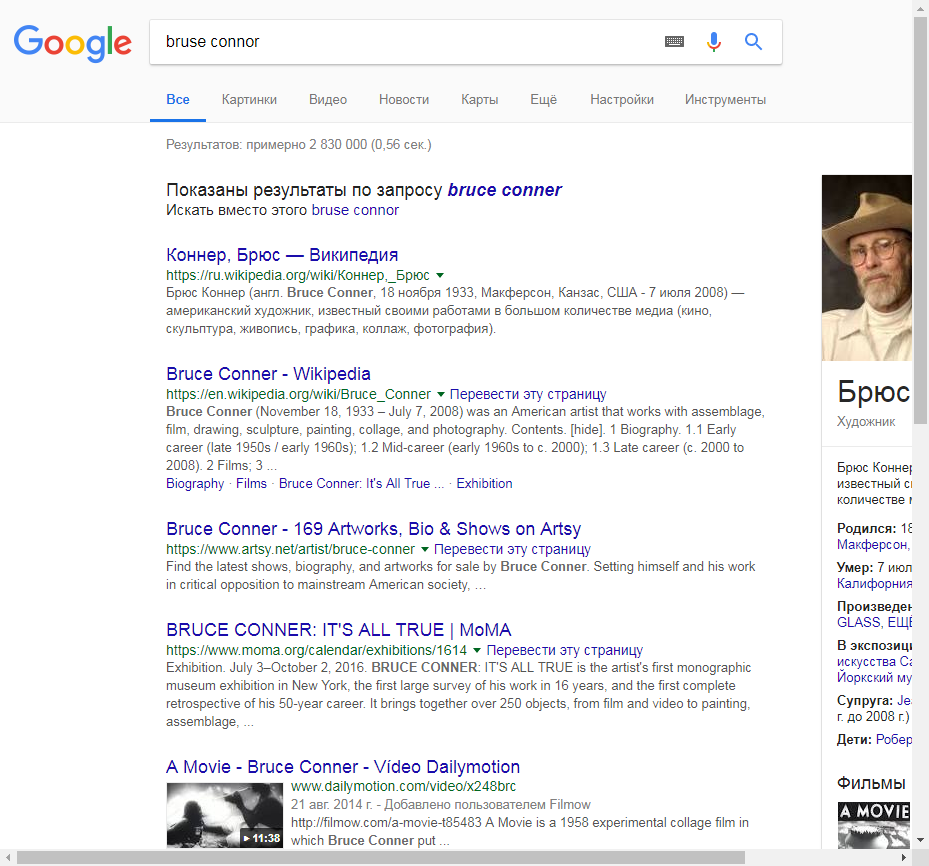 Google
bruse connor
Все Картинки Видео Новости Карты Ещё Настройки Инструменты
Результатов: примерно 2 830 000 (0,56 сек.)
Показаны результаты по запросу bruce conner
Искать вместо этого bruse connor
Коннер, Брюс — Википедия
https://ru.wikipedia.org/wiki/Коннер,_Брюс
Брюс Коннер (англ. Bruce Conner, 18 ноября 1933, Макферсон, Канзас, США - 7 июля 2008) —
американский художник, известный своими работами в большом количестве медиа (кино,
скульптура, живопись, графика, коллаж, фотография).
Bruce Conner - Wikipedia
https://en.wikipedia.org/wiki/Bruce_Conner Перевести эту страницу
Bruce Conner (November 18, 1933 – July 7, 2008) was an American artist that works with assemblage,
film, drawing, sculpture, painting, collage, and photography. Contents. [hide]. 1 Biography. 1.1 Early
career (late 1950s / early 1960s); 1.2 Mid-career (early 1960s to c. 2000); 1.3 Late career (c. 2000 to
2008). 2 Films; 3 ...
Biography · Films · Bruce Conner: It's All True ... · Exhibition
Bruce Conner - 169 Artworks, Bio & Shows on Artsy
https://www.artsy.net/artist/bruce-conner Перевести эту страницу
Find the latest shows, biography, and artworks for sale by Bruce Conner. Setting himself and his work
in critical opposition to mainstream American society, ...
BRUCE CONNER: IT'S ALL TRUE | MoMA
https://www.moma.org/calendar/exhibitions/1614 Перевести эту страницу
Exhibition. July 3–October 2, 2016. BRUCE CONNER: IT'S ALL TRUE is the artist's first monographic
museum exhibition in New York, the first large survey of his work in 16 years, and the first complete
retrospective of his 50-year career. It brings together over 250 objects, from film and video to painting,
assemblage, ...
A Movie - Bruce Conner - Vídeo Dailymotion
www.dailymotion.com/video/x248brc
21 авг. 2014 г. - Добавлено пользователем Filmow
http://filmow.com/a-movie-t85483 A Movie is a 1958 experimental collage film in
which Bruce Conner put ...
11:38
Брюс
Художник
Брюс Коннер
известный с
количестве м
Родился: 18
Макферсон,
Умер: 7 июл
Калифорния
Произведен
GLASS, ЕЩЕ
В экспозици
искусства Са
Йоркский му
Супруга: Jea
г. до 2008 г.)
Дети: Робер
Фильмы
A MOVIE